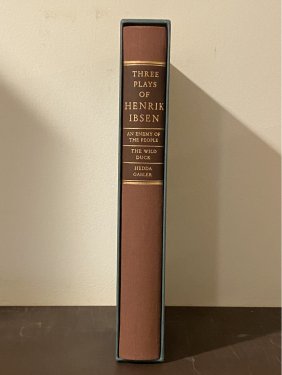 THREE
PLAYS
OF
HENRIK
IBSEN
AN ENEMY OF
THE PEOPLE
THE WILD
DUCK
HEDDA
GABLER